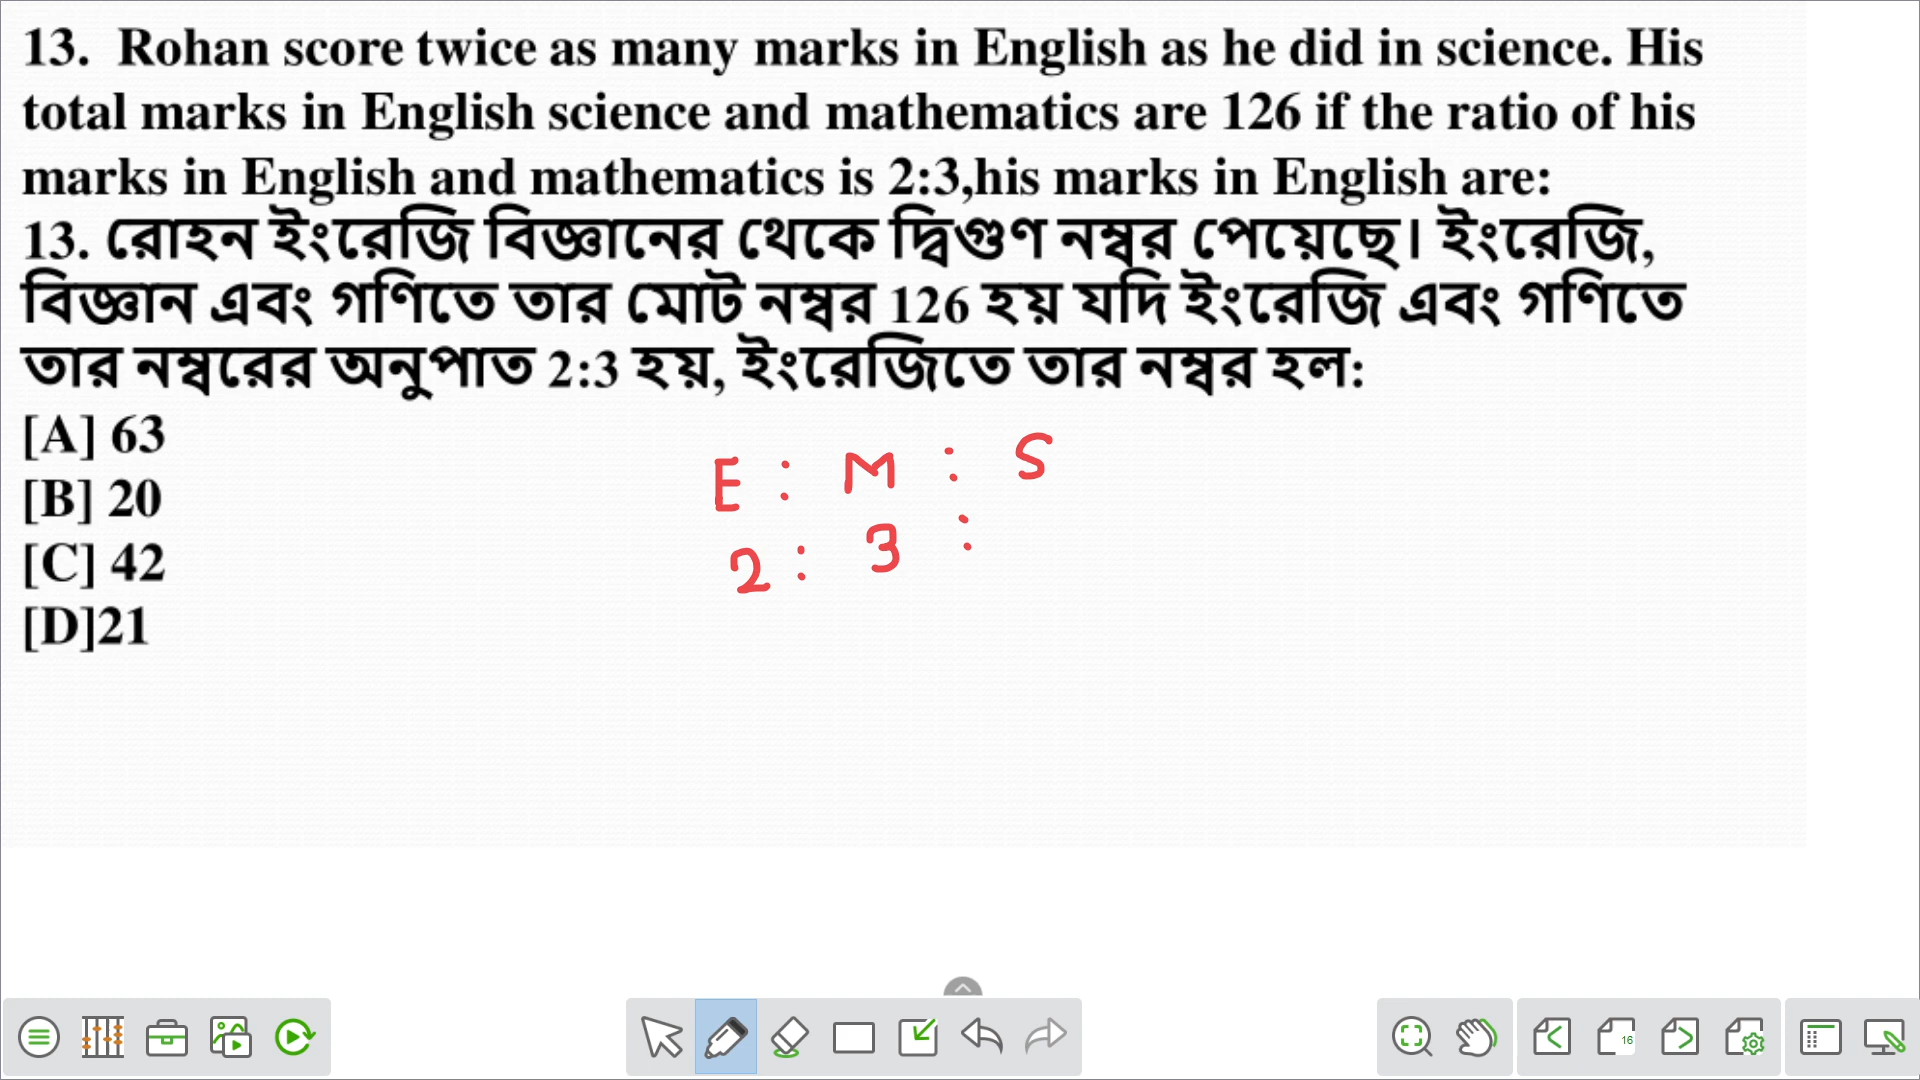 13. Rohan score twice as many marks in English as he did in science. His
total marks in English science and mathematics are 126 if the ratio of his
marks in English and mathematics is 2:3,his marks in English are:
13. রোহন ইংরেজি বিজ্ঞানের থেকে দ্বিগুণ নম্বর পেয়েছে। ইংরেজি,
বিজ্ঞান এবং গণিতে তার মোট নম্বর 126 হয় যদি ইংরেজি এবং গণিতে
তার নম্বরের অনুপাত 2:3 হয়, ইংরেজিতে তার নম্বর হল:
[A] 63
[B] 20
[C] 42
[D]21
E : M : S
2 : 3 :
16